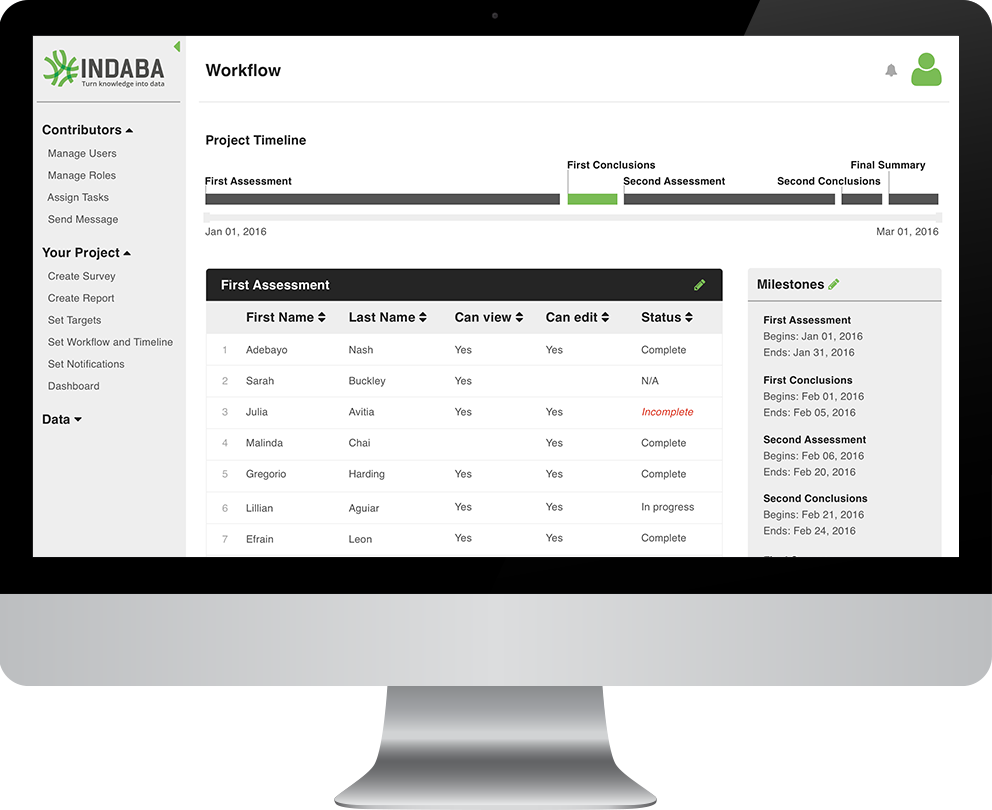 INDABA
Turn knowledge into data
Contributors
Manage Users
Manage Roles
Assign Tasks
Send Message
Your Project
Create Survey
Create Report
Set Targets
Set Workflow and Timeline
Set Notifications
Dashboard
Data
Workflow
Project Timeline
First Conclusions Final Summary
First Assessment Second Assessment Second Conclusions
Jan 01, 2016 Mar 01, 2016
First Assessment
First Name Last Name Can view Can edit Status
1 Adebayo Nash Yes Yes Complete
2 Sarah Buckley Yes N/A
3 Julia Avitia Yes Yes Incomplete
4 Malinda Chai Yes Complete
5 Gregorio Harding Yes Yes Complete
6 Lillian Aguiar Yes Yes In progress
7 Efrain Leon Yes Yes Complete
Milestones
First Assessment
Begins: Jan 01, 2016
Ends: Jan 31, 2016
First Conclusions
Begins: Feb 01, 2016
Ends: Feb 05, 2016
Second Assessment
Begins: Feb 06, 2016
Ends: Feb 20, 2016
Second Conclusions
Begins: Feb 21, 2016
Ends: Feb 24, 2016